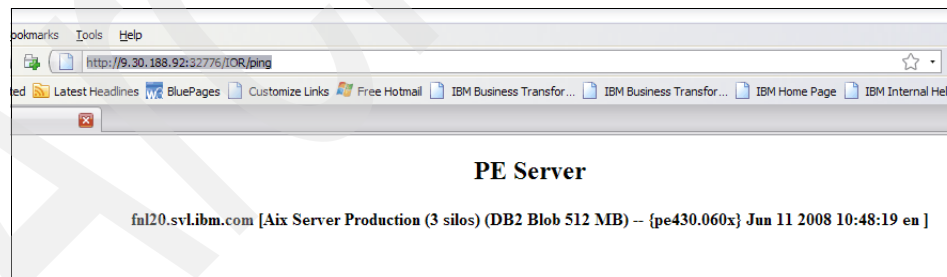 ookmarks Tools Help
http://9.30.188.92:32776/IOR/ping
ted Latest Headlines BluePages Customize Links Free Hotmail IBM Business Transfor... IBM Business Transfor... IBM Home Page IBM Internal Hel
PE Server
fnl20.svl.ibm.com [Aix Server Production (3 silos) (DB2 Blob 512 MB) -- {pe430.060x} Jun 11 2008 10:48:19 en ]